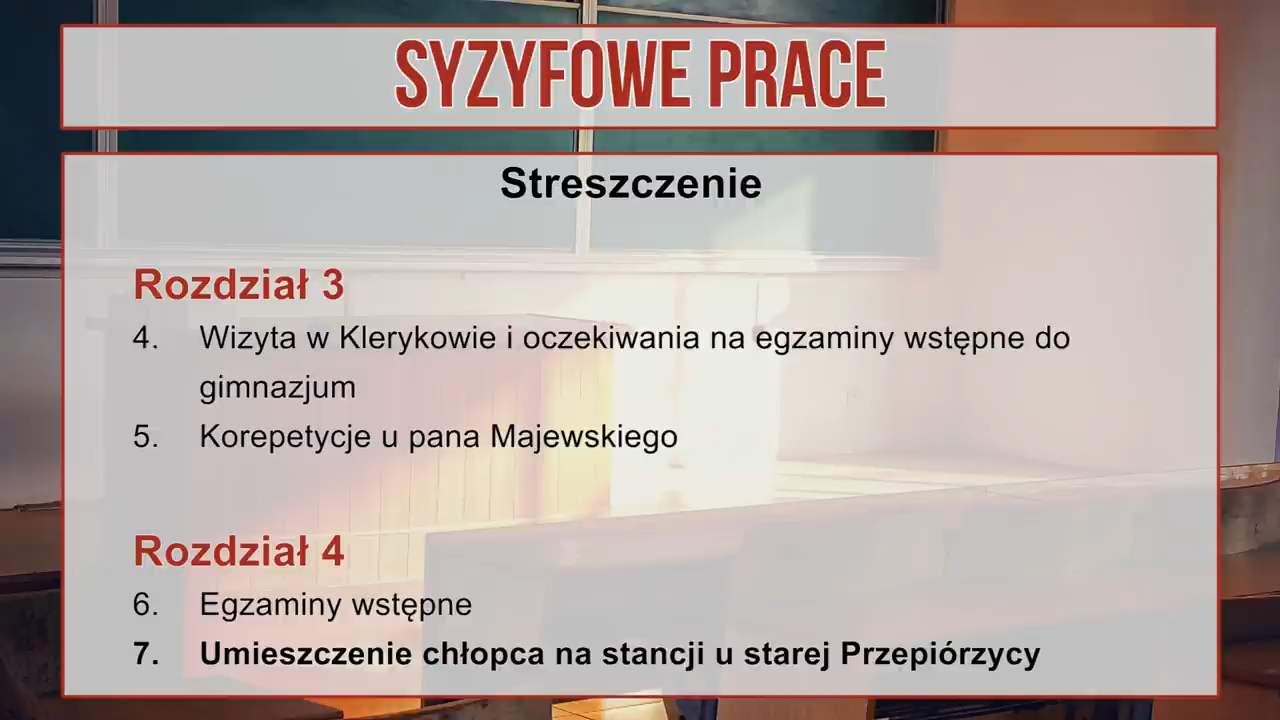 SYZYFOWE PRACE
Streszczenie
Rozdział 3
4. Wizyta w Klerykowie i oczekiwania na egzaminy wstępne do
gimnazjum
5. Korepetycje u pana Majewskiego
Rozdział 4
6. Egzaminy wstępne
7. Umieszczenie chłopca na stancji u starej Przepiórzycy